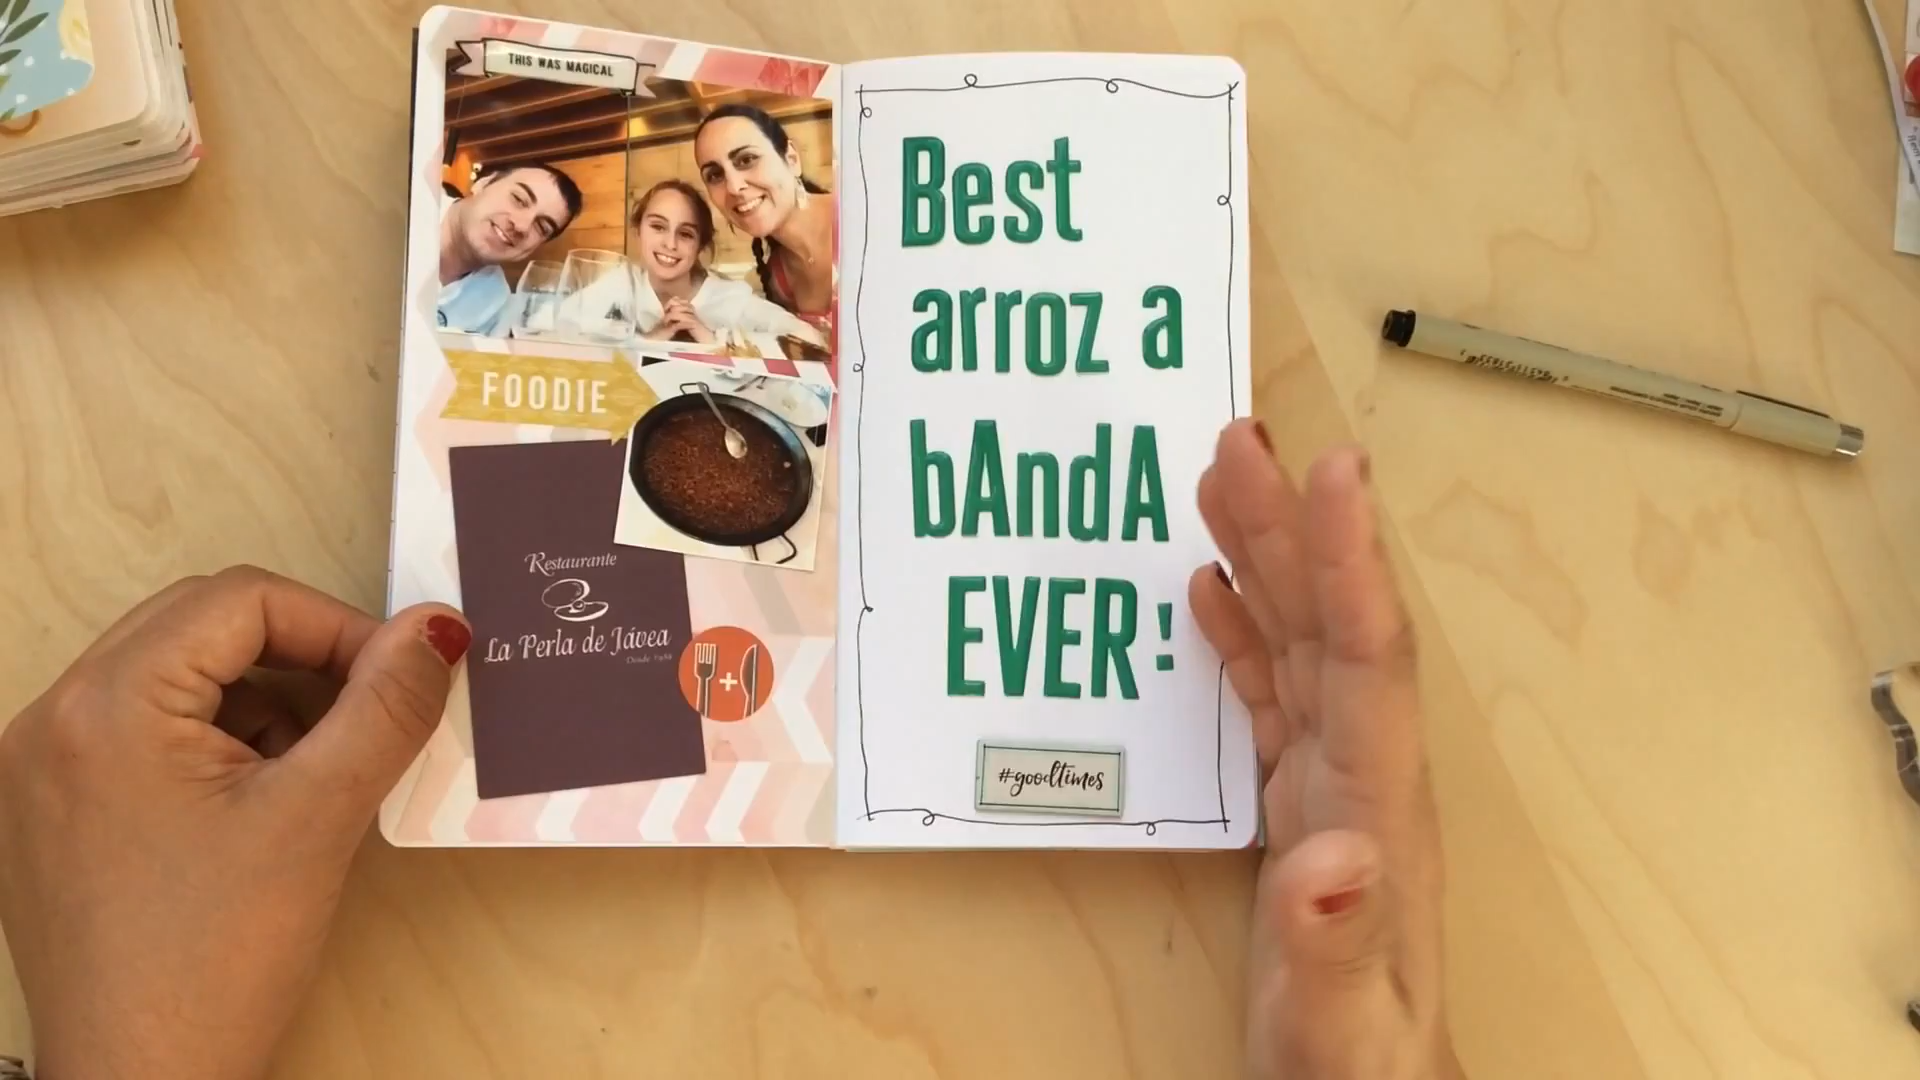 THIS WAS MAGICAL
FOODIE
Restaurante
La Perla de Jávea
Best
arroz a
bAndA
EVER:
#goodtimes